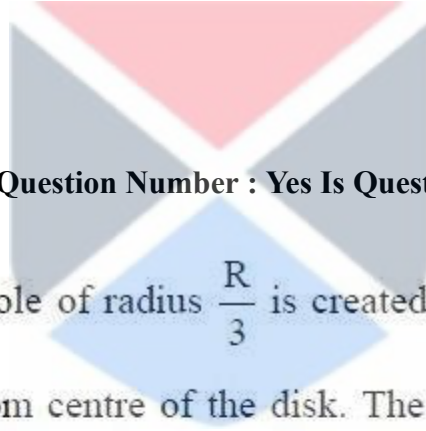 Question Number : Yes Is Quest
ole of radius R/3 is created
om centre of the disk. The